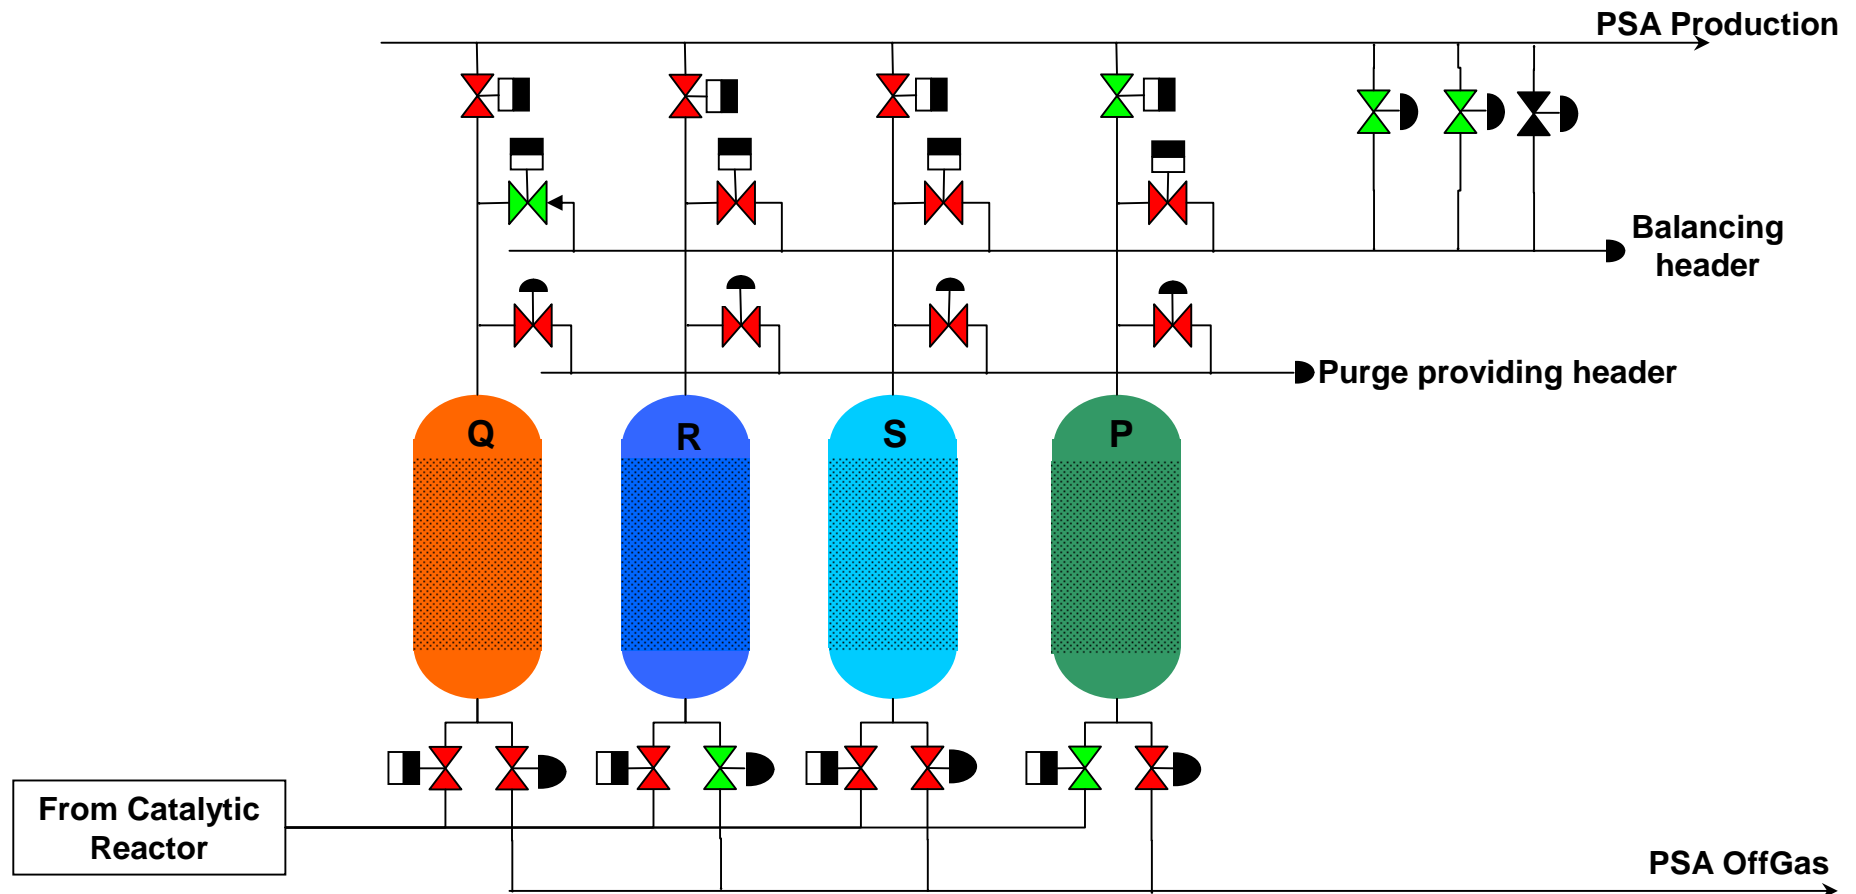 PSA Production
Balancing
header
Purge providing header
Q
R
S
P
From Catalytic
Reactor
PSA OffGas